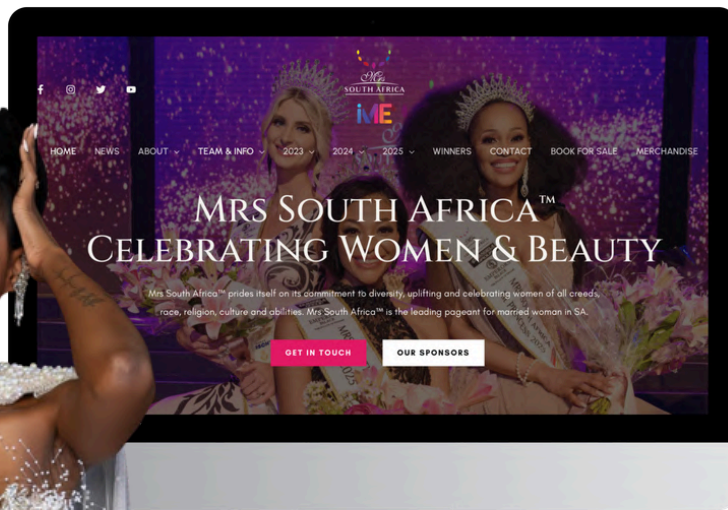 Mrs
SOUTH AFRICA
iME
HOME NEWS ABOUT TEAM & INFO 2023 2024 2025 WINNERS CONTACT BOOK FOR SALE MERCHANDISE
MRS SOUTH AFRICA™
CELEBRATING WOMEN & BEAUTY
Mrs South Africa™ prides itself on its commitment to diversity, uplifting and celebrating women of all creeds,
race, religion, culture and abilities. Mrs South Africa™ is the leading pageant for married woman in SA.
GET IN TOUCH OUR SPONSORS